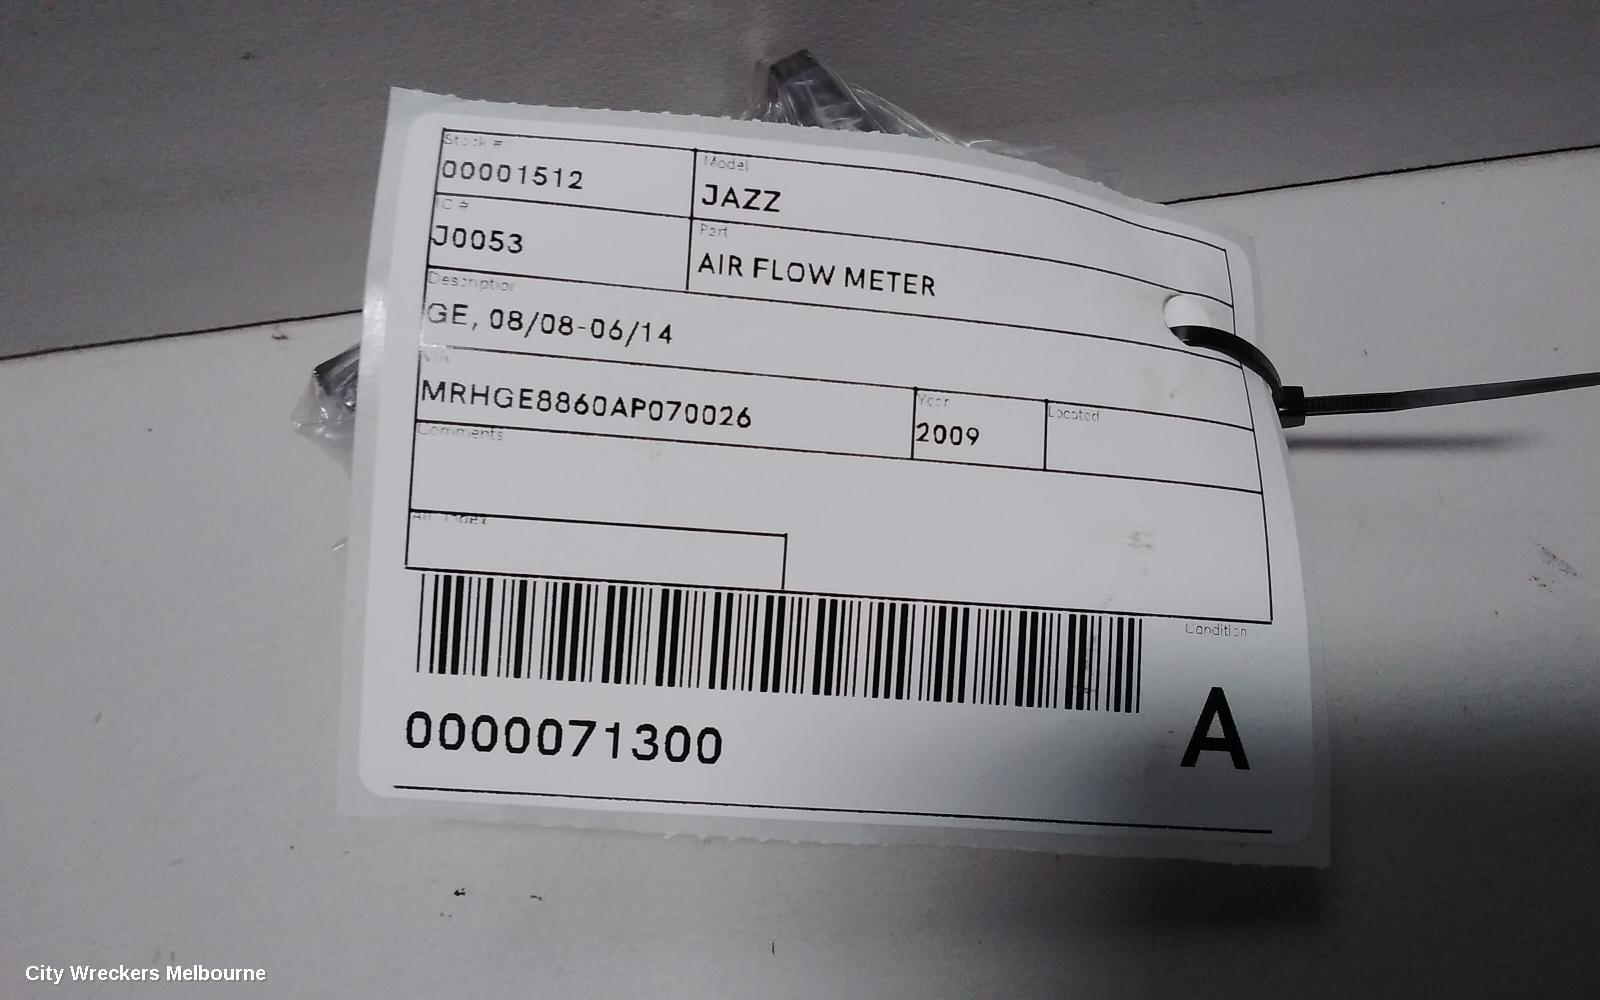 Stock #
00001512
Model
JAZZ
IC #
J0053
Part
AIR FLOW METER
Description
GE, 08/08-06/14
VIN
MRHGE8860AP070026
Year
2009
Located
Comments
0000071300
Condition
A
City Wreckers Melbourne